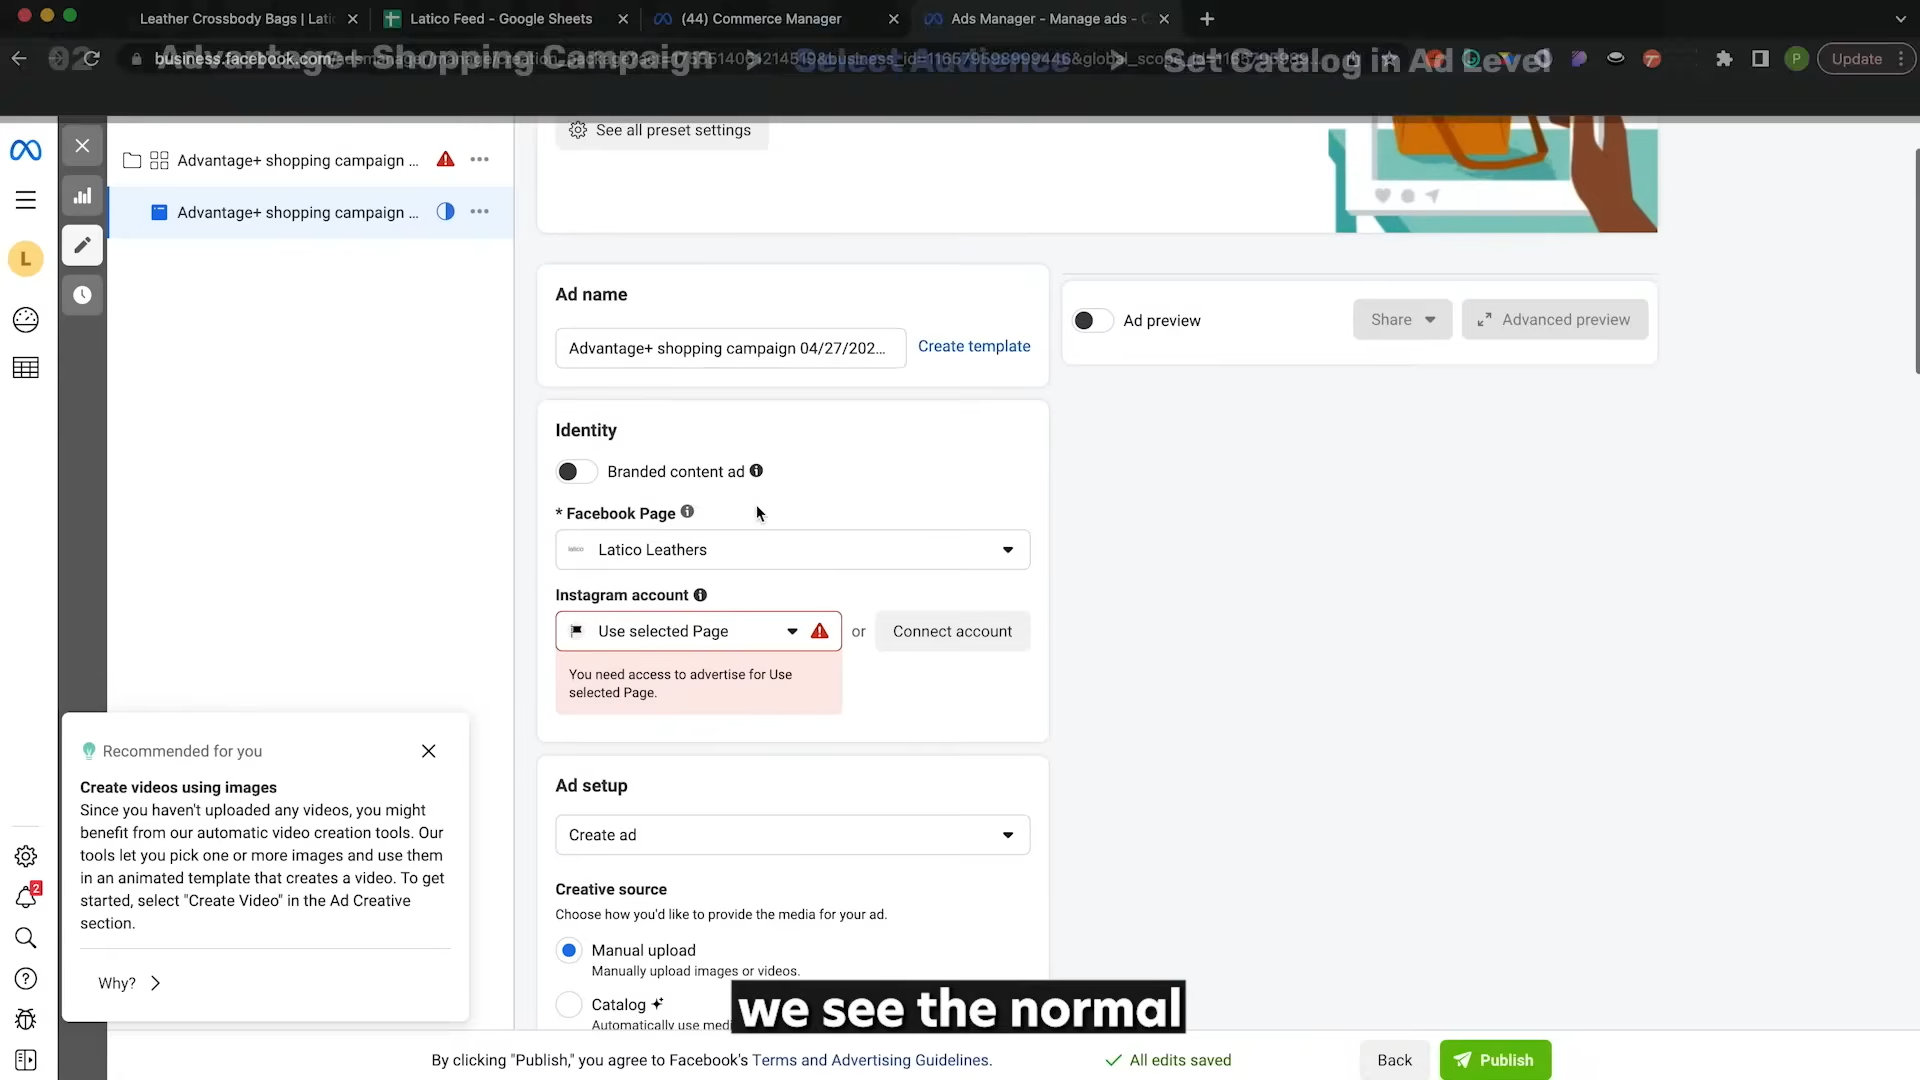 Leather Crossbody Bags | Latic
Latico Feed - Google Sheets
(44) Commerce Manager
Ads Manager - Manage ads - C
02 Advantage+ Shopping Campaign > Select Audience > Set Catalog in Ad Level
Update
See all preset settings
Advantage+ shopping campaign ...
Advantage+ shopping campaign ...
L
P
Ad name
Advantage+ shopping campaign 04/27/202...
Create template
Ad preview
Share
Advanced preview
Identity
Branded content ad
* Facebook Page
latico
Latico Leathers
Instagram account
Use selected Page
or
Connect account
You need access to advertise for Use
selected Page.
Recommended for you
Create videos using images
Since you haven't uploaded any videos, you might
benefit from our automatic video creation tools. Our
tools let you pick one or more images and use them
in an animated template that creates a video. To get
started, select "Create Video" in the Ad Creative
section.
Why?
2
Ad setup
Create ad
Creative source
Choose how you'd like to provide the media for your ad.
Manual upload
Manually upload images or videos.
Catalog
Automatically use medi
we see the normal
By clicking "Publish," you agree to Facebook's Terms and Advertising Guidelines.
All edits saved
Back
Publish